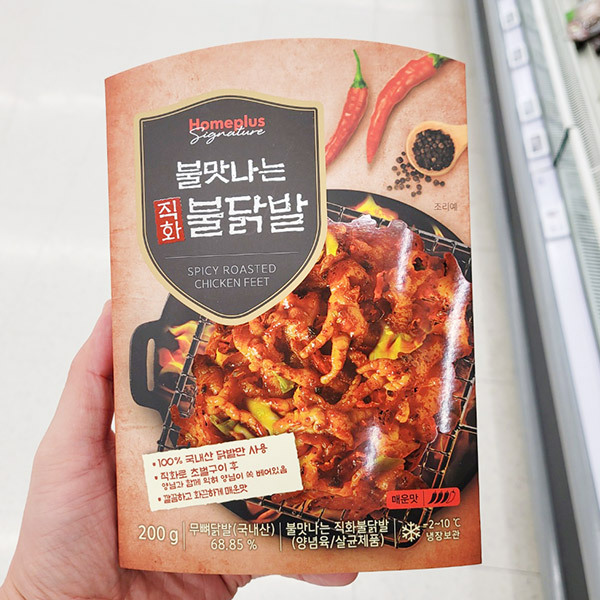 Homeplus
Signature
불맛나는
직화
불닭발
SPICY ROASTED
CHICKEN FEET
조리예
• 100% 국내산 닭발만 사용
• 직화로 초벌구이 후
양념과 함께 익혀 양념이 쏙 베어있음
• 깔끔하고 화끈하게 매운맛
매운맛
200 g
무뼈닭발(국내산)
68.85 %
불맛나는 직화불닭발
(양념육/살균제품)
-2~10 ℃
냉장보관